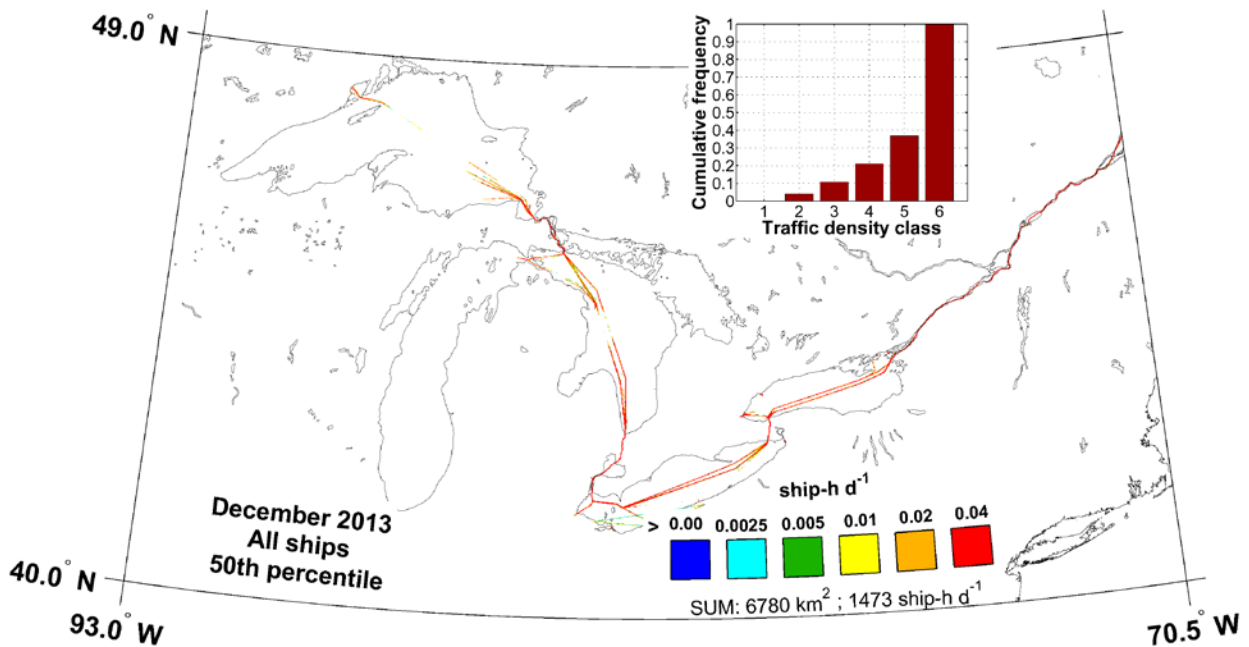 49.0° N
Cumulative frequency
1
0.9
0.8
0.7
0.6
0.5
0.4
0.3
0.2
0.1
0
1 2 3 4 5 6
Traffic density class
December 2013
All ships
50th percentile
ship-h d⁻¹
> 0.00 0.0025 0.005 0.01 0.02 0.04
SUM: 6780 km² ; 1473 ship-h d⁻¹
40.0° N
93.0° W
70.5° W